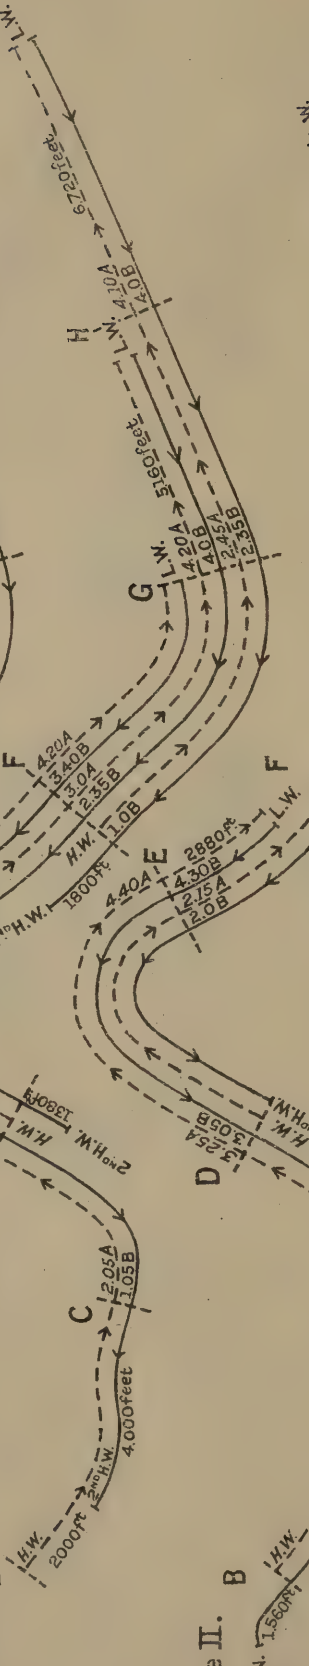 L.W.
6720 feet
4.10A
4.0B
H
L.W.
5160 feet
L.W.
4.20A
4.0B
2.45A
2.35B
G
F
4.20A
3.40B
3.0A
2.35B
H.W.
1.0B
1800ft
H.W.
E
4.40A
2880ft
4.30B
2.15A
2.0B
F
L.W.
1380ft
H.W.
2ND H.W.
D
3.25A
3.05B
H.W.
C
2.05A
1.05B
2ND H.W.
4.000 feet
H.W.
2000ft
II.
B
H.W.
1.560ft